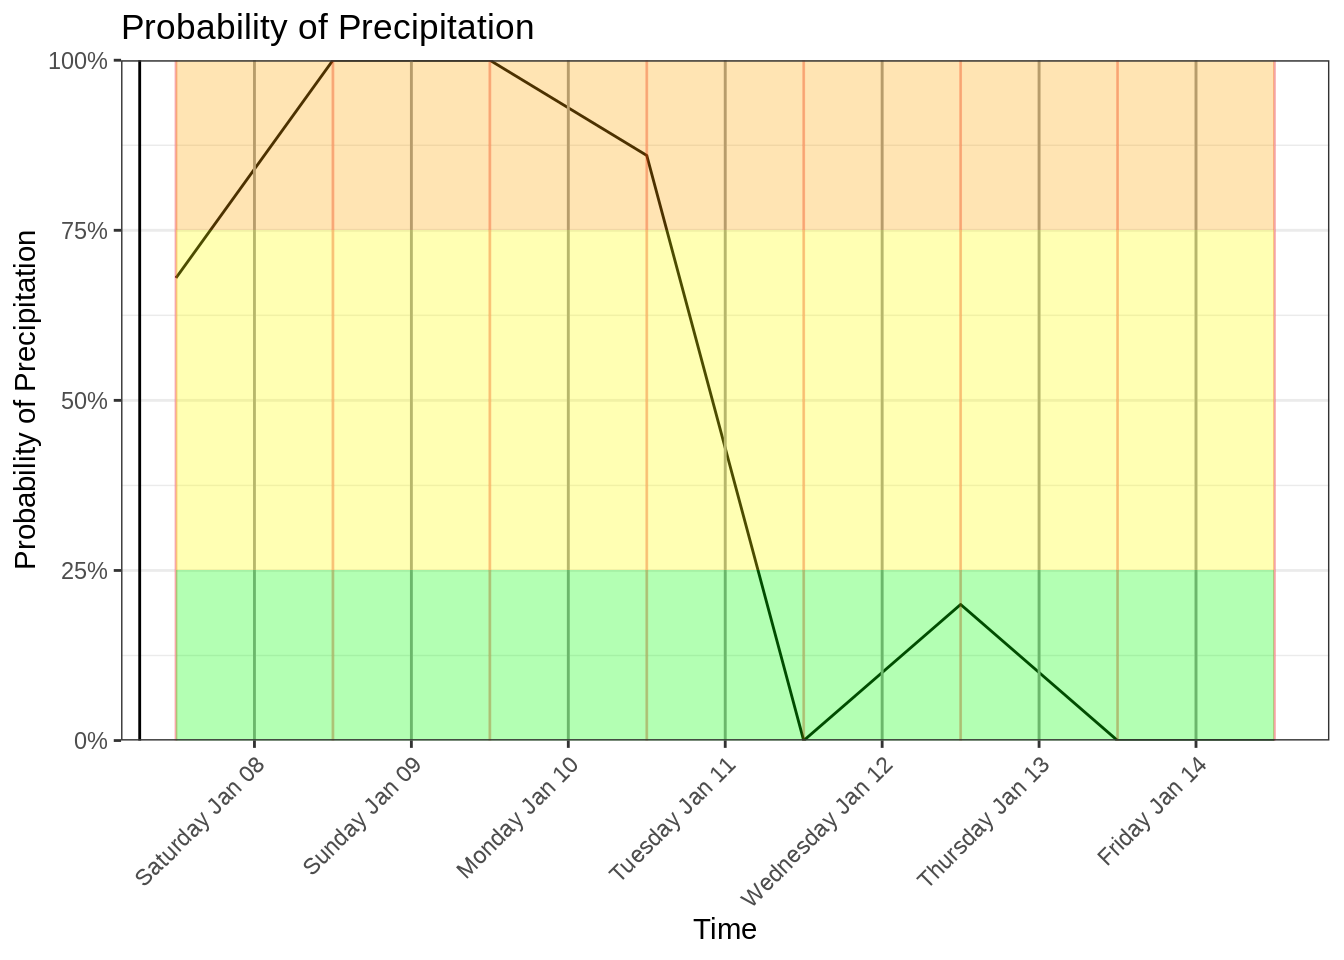 Probability of Precipitation
Probability of Precipitation
100%
75%
50%
25%
0%
Saturday Jan 08
Sunday Jan 09
Monday Jan 10
Tuesday Jan 11
Wednesday Jan 12
Thursday Jan 13
Friday Jan 14
Time